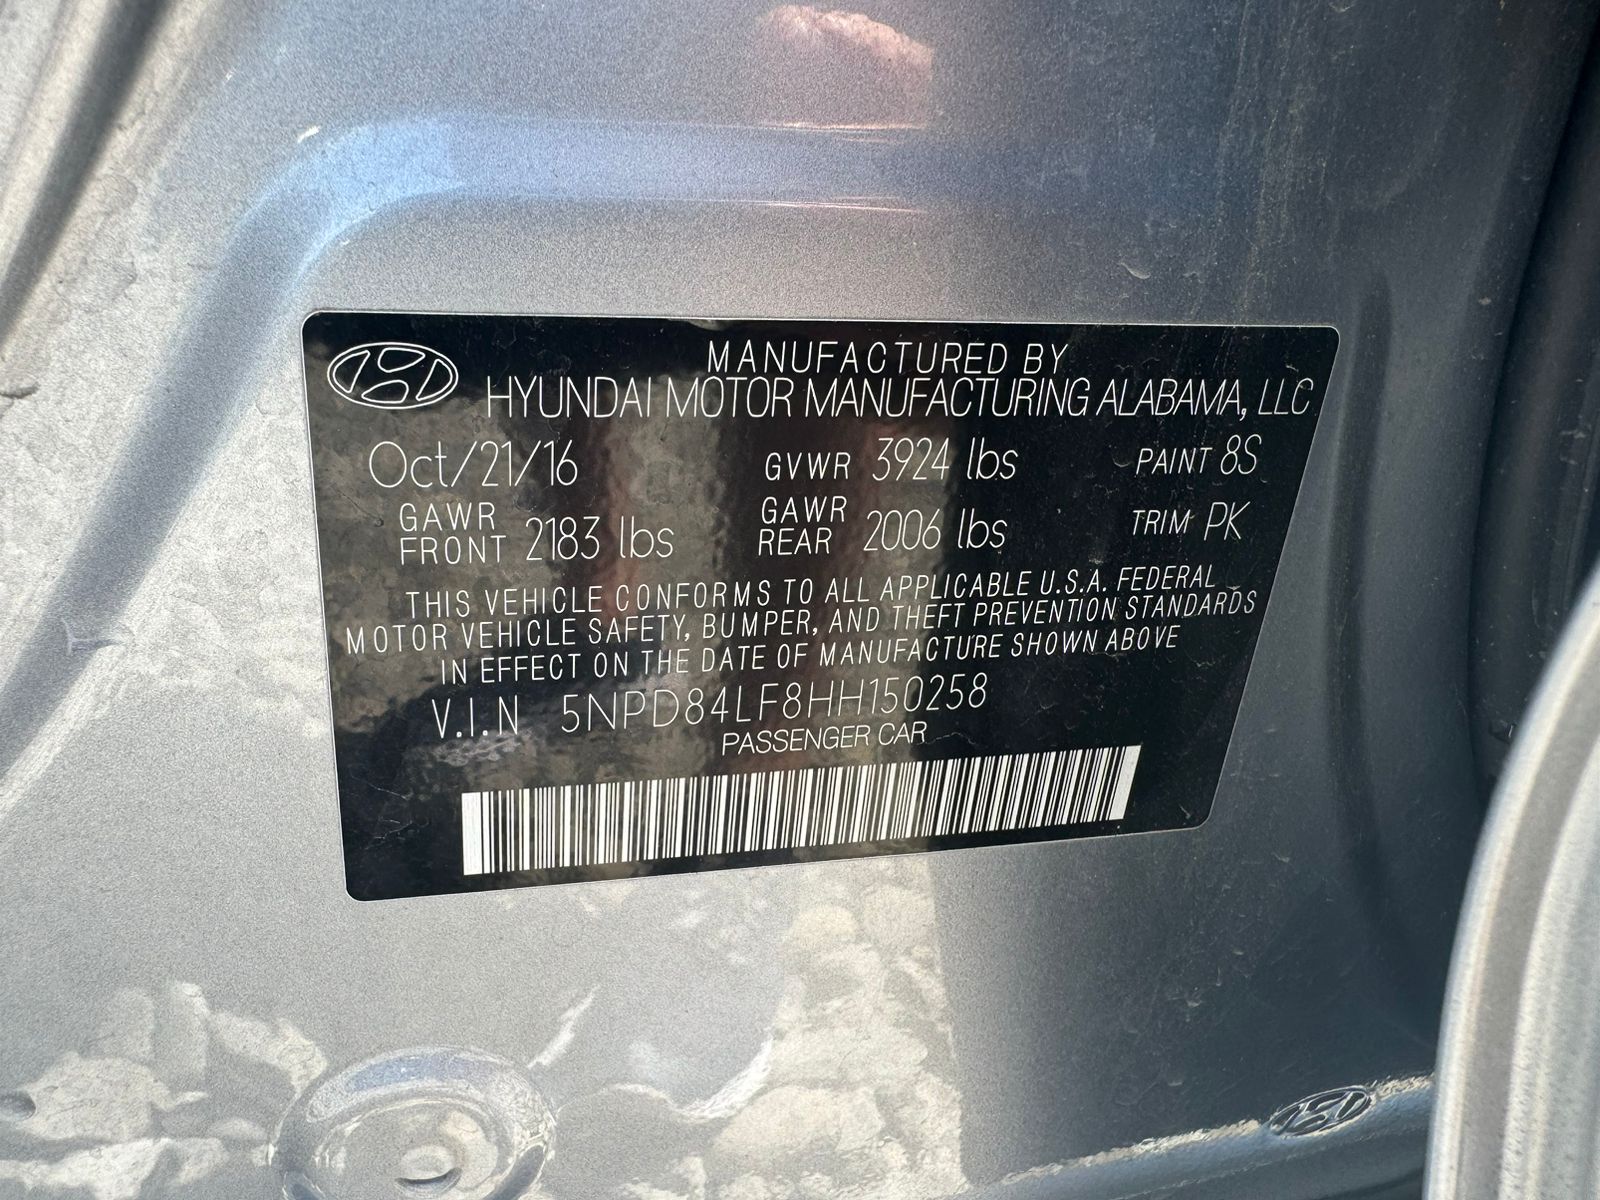 MANUFACTURED BY
HYUNDAI MOTOR MANUFACTURING ALABAMA, LLC
Oct/21/16 GVWR 3924 lbs PAINT 8S
GAWR FRONT 2183 lbs GAWR REAR 2006 lbs TRIM PK
THIS VEHICLE CONFORMS TO ALL APPLICABLE U.S.A. FEDERAL
MOTOR VEHICLE SAFETY, BUMPER, AND THEFT PREVENTION STANDARDS
IN EFFECT ON THE DATE OF MANUFACTURE SHOWN ABOVE
V.I.N 5NPD84LF8HH150258
PASSENGER CAR